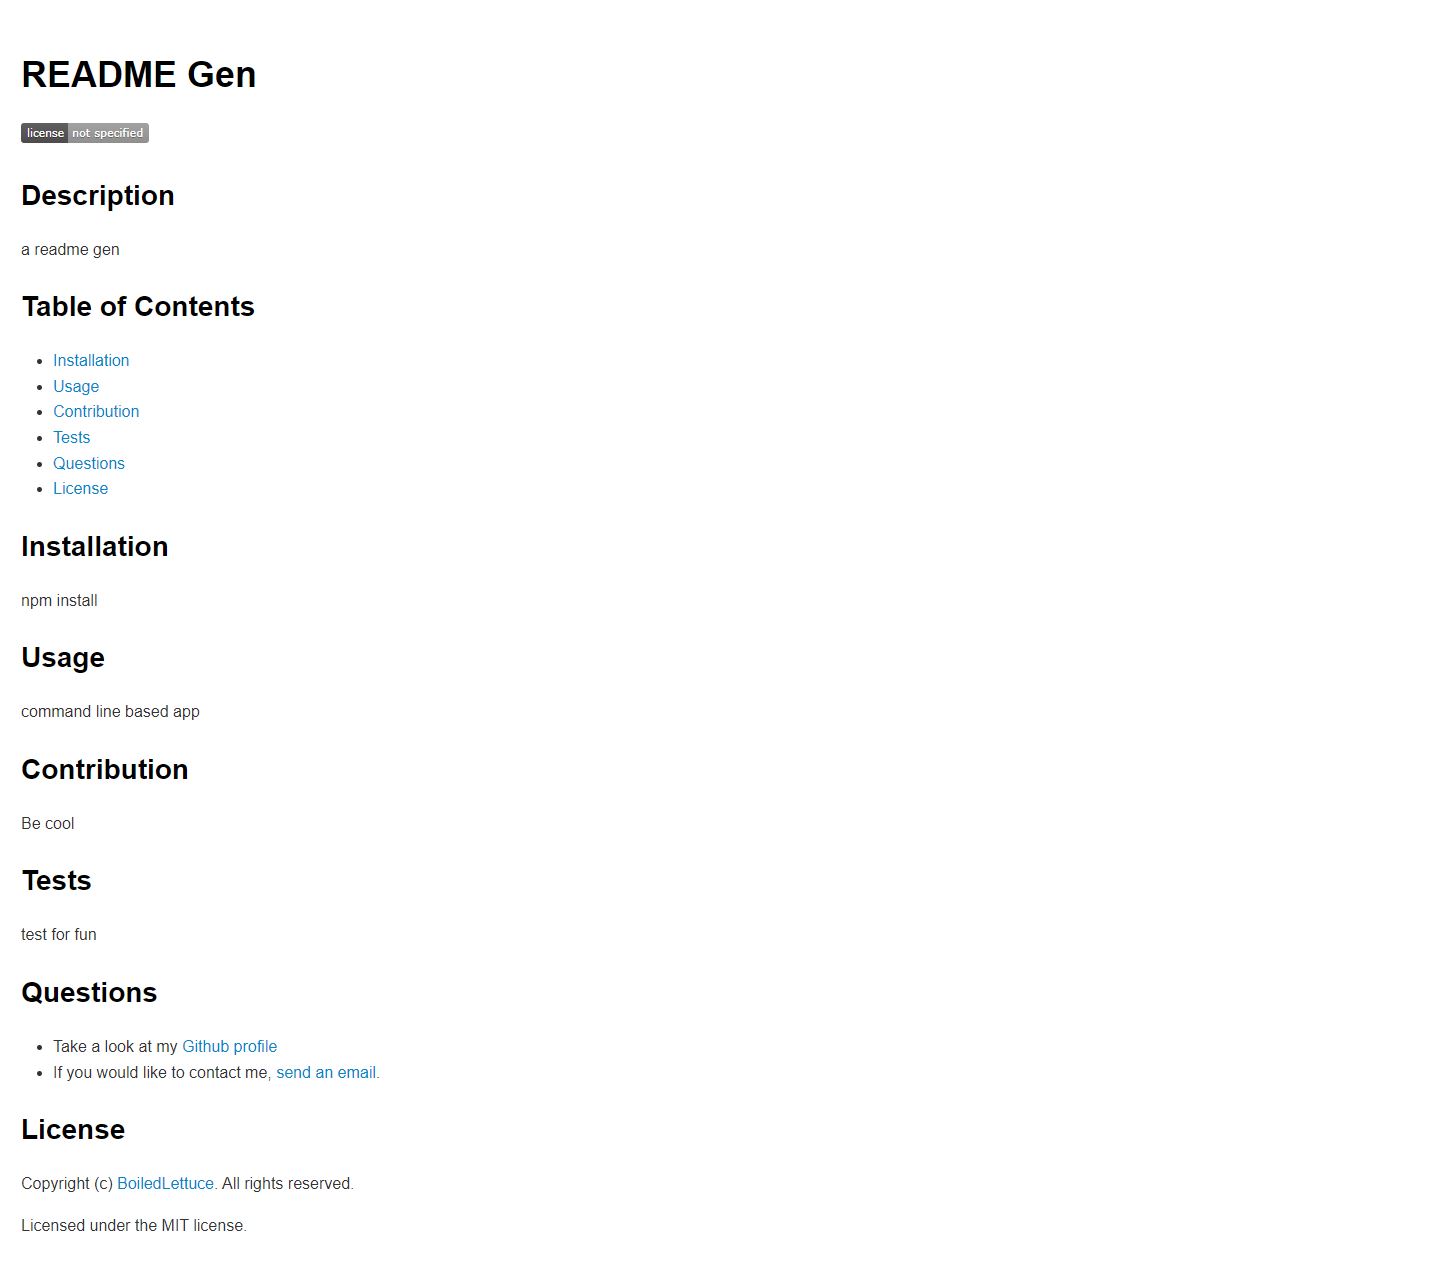 README Gen
license not specified
Description
a readme gen
Table of Contents
Installation
Usage
Contribution
Tests
Questions
License
Installation
npm install
Usage
command line based app
Contribution
Be cool
Tests
test for fun
Questions
Take a look at my Github profile
If you would like to contact me, send an email.
License
Copyright (c) BoiledLettuce. All rights reserved.
Licensed under the MIT license.